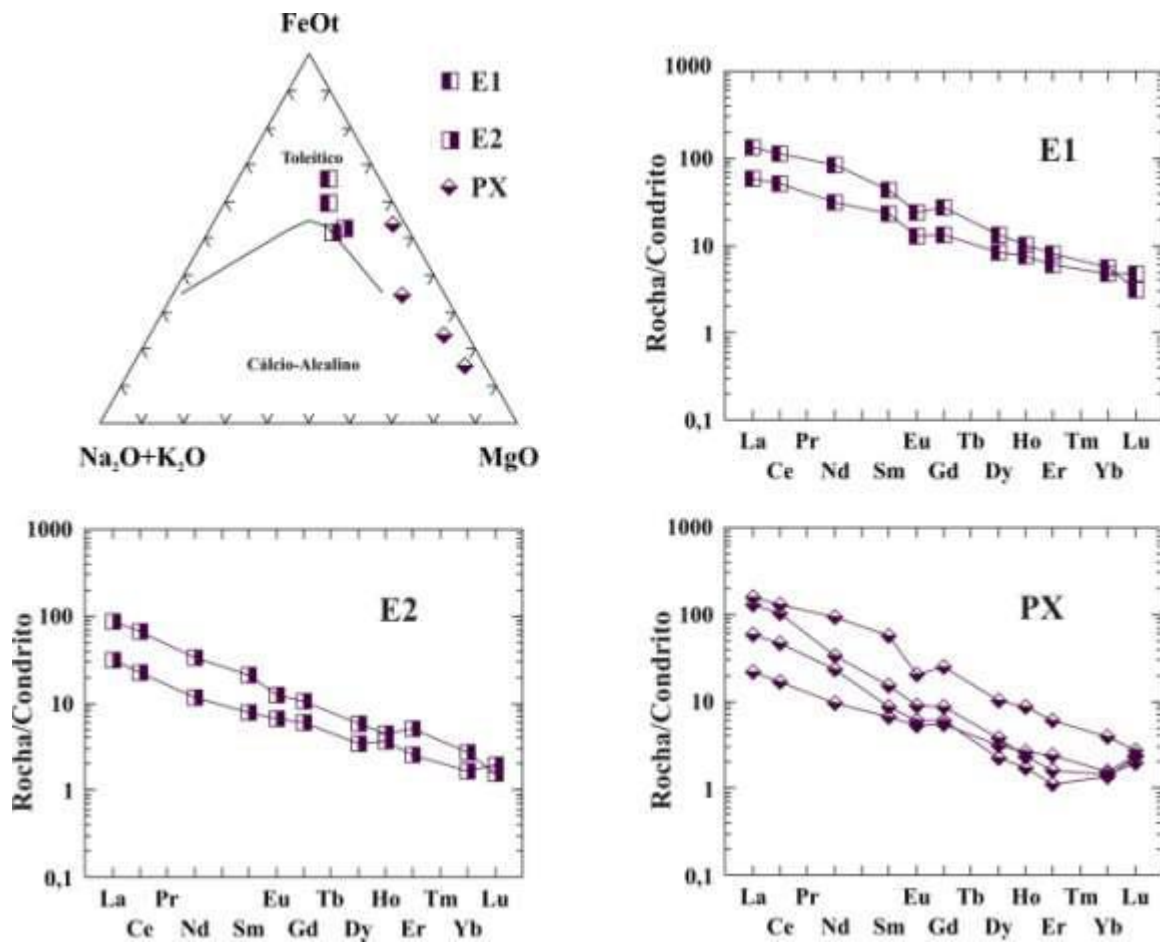 FeOt
E1
E2
PX
Toleítico
Cálcio-Alcalino
Na₂O+K₂O
MgO
1000
100
10
1
0,1
Rocha/Condrito
E1
La Pr Eu Tb Ho Tm Lu
Ce Nd Sm Gd Dy Er Yb
1000
100
10
1
0,1
Rocha/Condrito
E2
La Pr Eu Tb Ho Tm Lu
Ce Nd Sm Gd Dy Er Yb
1000
100
10
1
0,1
Rocha/Condrito
PX
La Pr Eu Tb Ho Tm Lu
Ce Nd Sm Gd Dy Er Yb